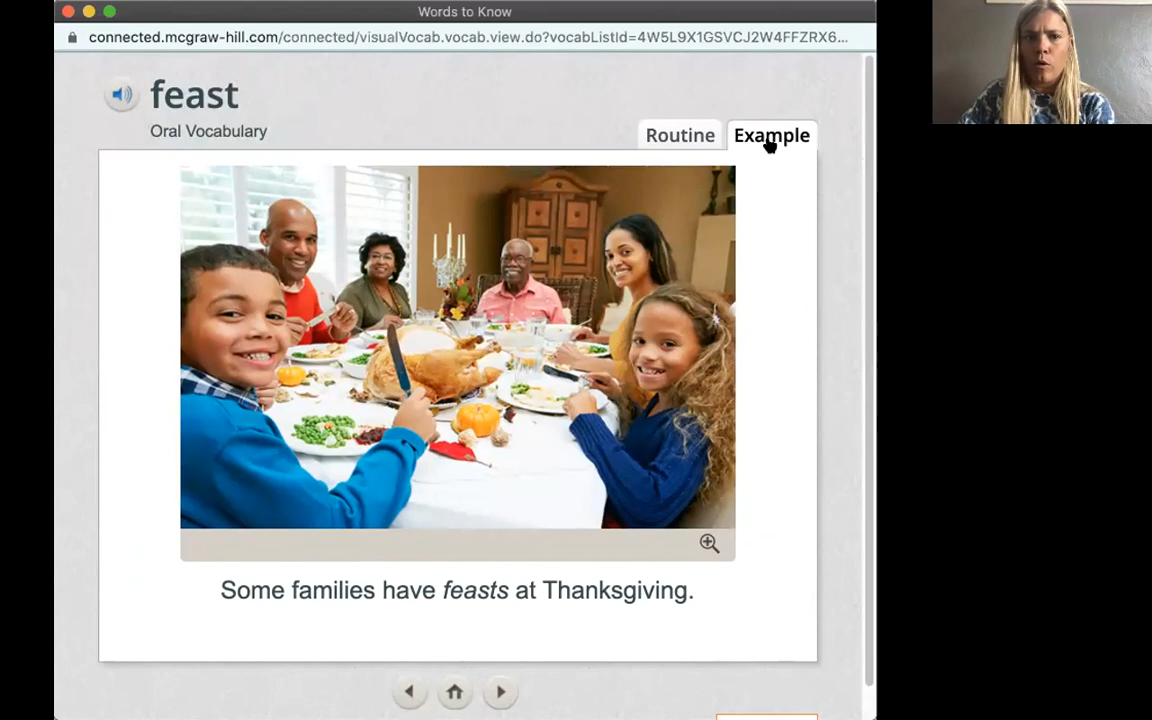 Words to Know
connected.mcgraw-hill.com/connected/visualVocab.vocab.view.do?vocabListId=4W5L9X1GSVCJ2W4FFZRX6...
feast
Oral Vocabulary
Routine
Example
Some families have feasts at Thanksgiving.